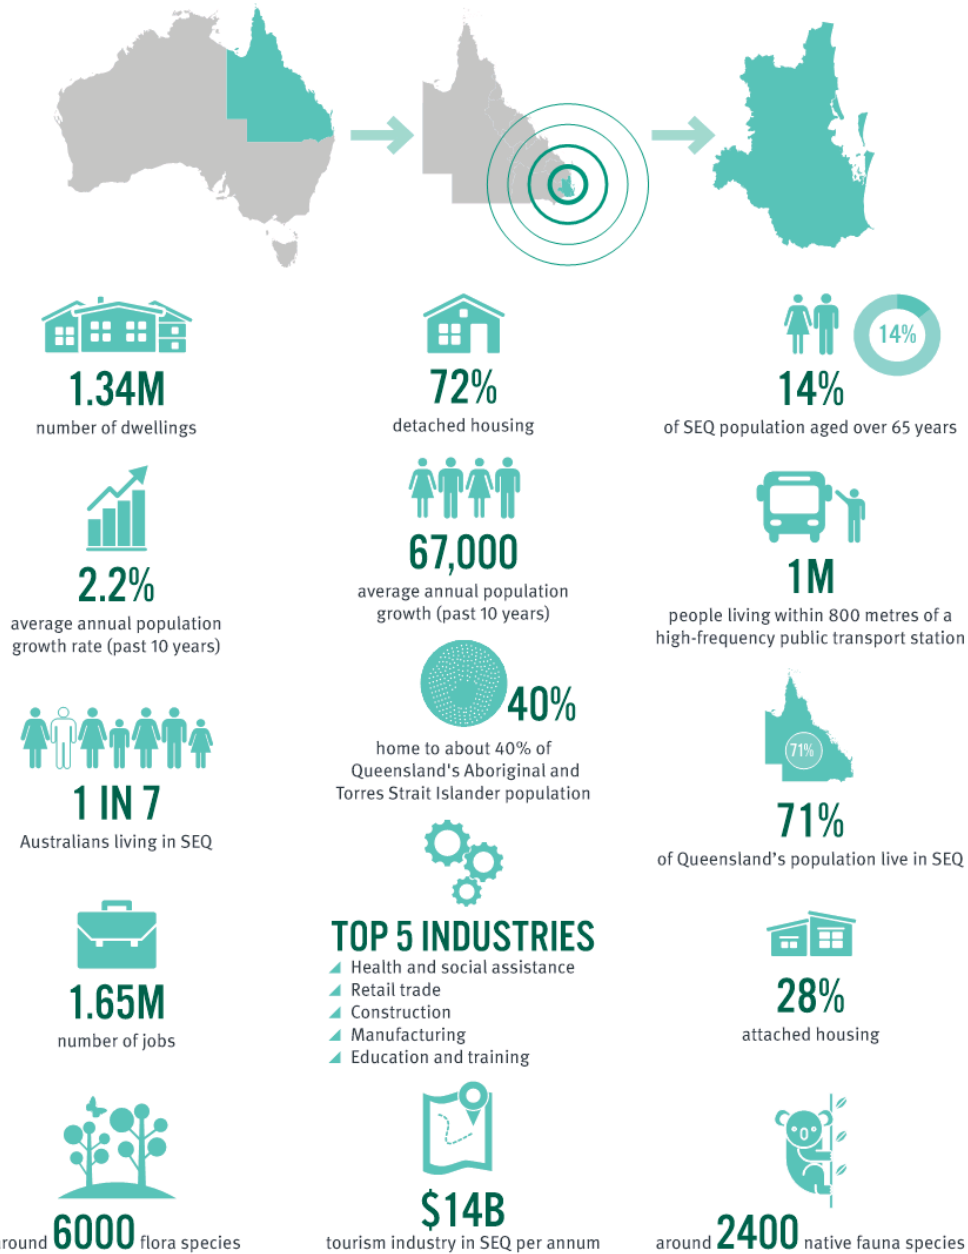 1.34M
number of dwellings
72%
detached housing
14%
14%
of SEQ population aged over 65 years
2.2%
average annual population
growth rate (past 10 years)
67,000
average annual population
growth (past 10 years)
1M
people living within 800 metres of a
high-frequency public transport station
1 IN 7
Australians living in SEQ
40%
home to about 40% of
Queensland's Aboriginal and
Torres Strait Islander population
71%
71%
of Queensland's population live in SEQ
1.65M
number of jobs
TOP 5 INDUSTRIES
Health and social assistance
Retail trade
Construction
Manufacturing
Education and training
28%
attached housing
6000 flora species
$14B
tourism industry in SEQ per annum
around 2400 native fauna species